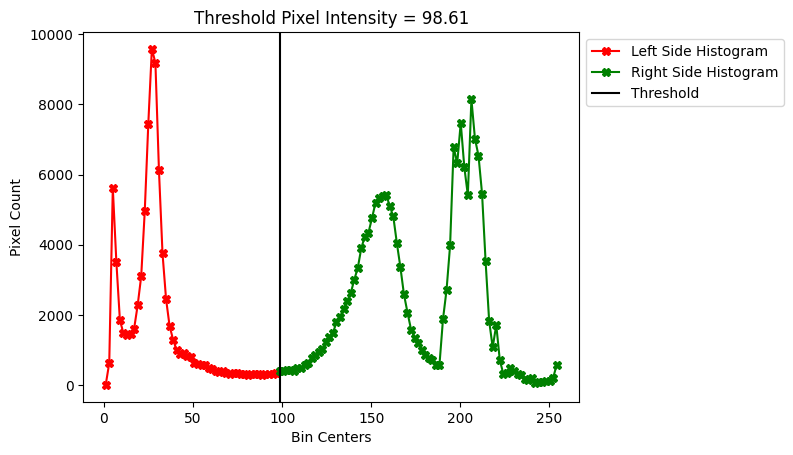 Threshold Pixel Intensity = 98.61
10000
8000
6000
4000
2000
0
Pixel Count
0
50
100
150
200
250
Bin Centers
Left Side Histogram
Right Side Histogram
Threshold